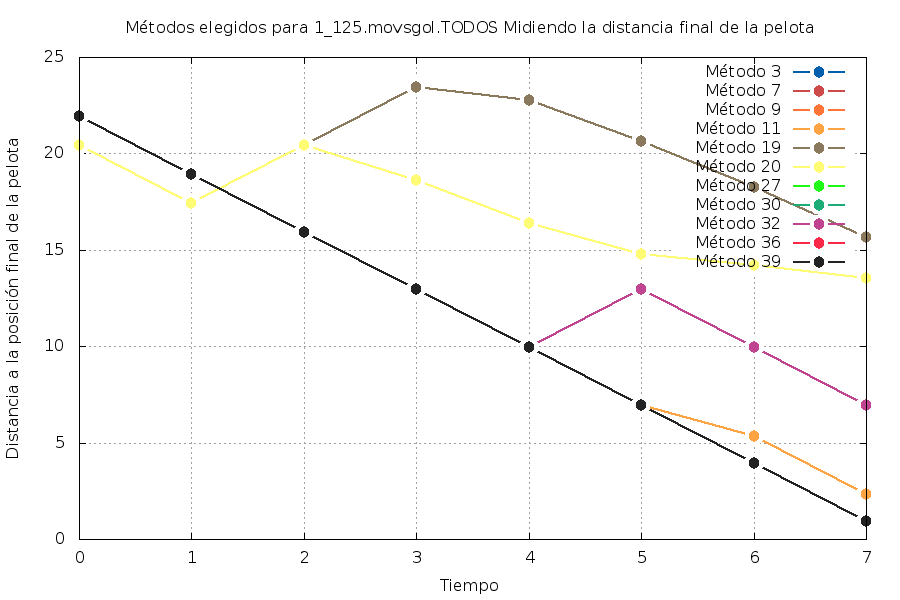 Métodos elegidos para 1_125.movsgol.TODOS Midiendo la distancia final de la pelota
Distancia a la posición final de la pelota
25
20
15
10
5
0
Método 3
Método 7
Método 9
Método 11
Método 19
Método 20
Método 27
Método 30
Método 32
Método 36
Método 39
0 1 2 3 4 5 6 7
Tiempo